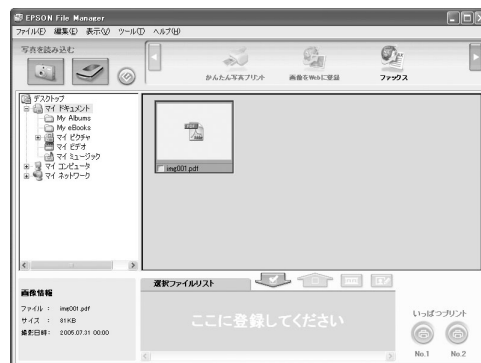 EPSON File Manager
ファイル(F) 編集(E) 表示(V) ツール(T) ヘルプ(H)
写真を読み込む
かんたん写真プリント 画像をWebに登録 ファックス
デスクトップ
マイ ドキュメント
My Albums
My eBooks
マイ ピクチャ
マイ ビデオ
マイ ミュージック
マイ コンピュータ
マイ ネットワーク
img001.pdf
選択ファイルリスト
画像情報
ファイル : img001.pdf
サイズ : 81KB
撮影日時: 2005.07.31 00:00
ここに登録してください
いっぱつプリント
No.1 No.2